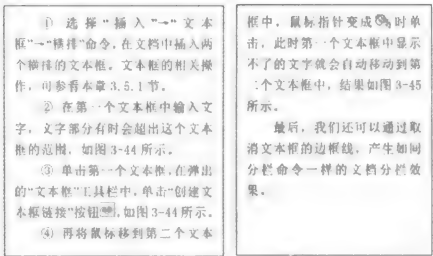 ① 选择“插入”→“文本
框”→“横排”命令，在文档中插入两
个横排的文本框。文本框的相关操
作，可参看本章 3.5.1 节。
② 在第一个文本框中输入文
字，文字部分有时会超出这个文本
框的范围，如图 3-44 所示。
③ 单击第一个文本框，在弹出
的“文本框”工具栏中，单击“创建文
本框链接”按钮，如图 3-44 所示。
④ 再将鼠标移到第二个文本
框中，鼠标指针变成时单
击，此时第一个文本框中显示
不了的文字就会自动移动到第
二个文本框中，结果如图 3-45
所示。
最后，我们还可以通过取
消文本框的边框线，产生如同
分栏命令一样的文档分栏效
果。